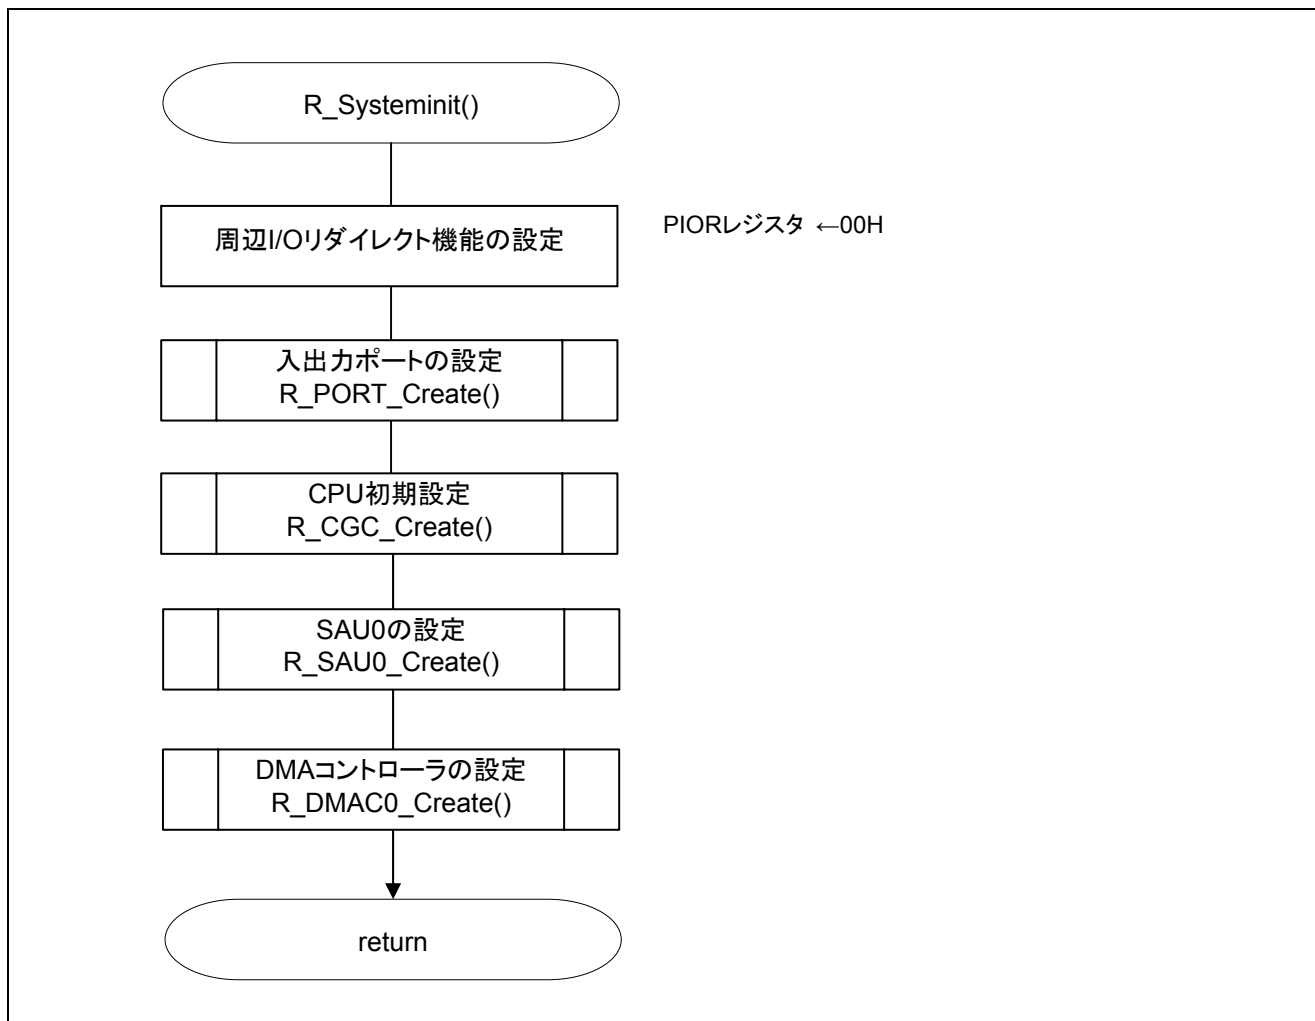 R_Systeminit()
周辺I/Oリダイレクト機能の設定
PIORレジスタ ←00H
入出力ポートの設定
R_PORT_Create()
CPU初期設定
R_CGC_Create()
SAU0の設定
R_SAU0_Create()
DMAコントローラの設定
R_DMAC0_Create()
return